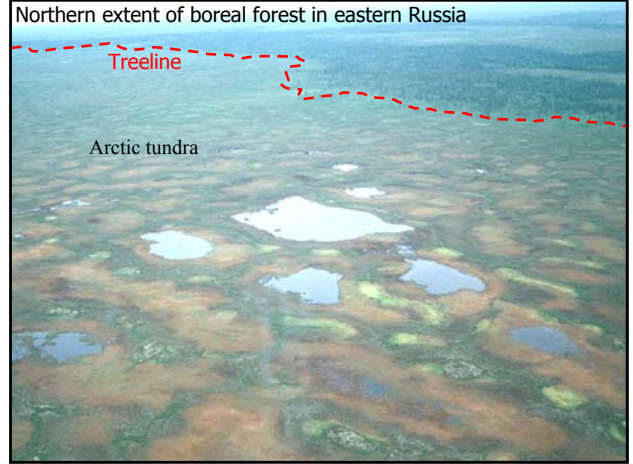 Northern extent of boreal forest in eastern Russia
Treeline
Arctic tundra